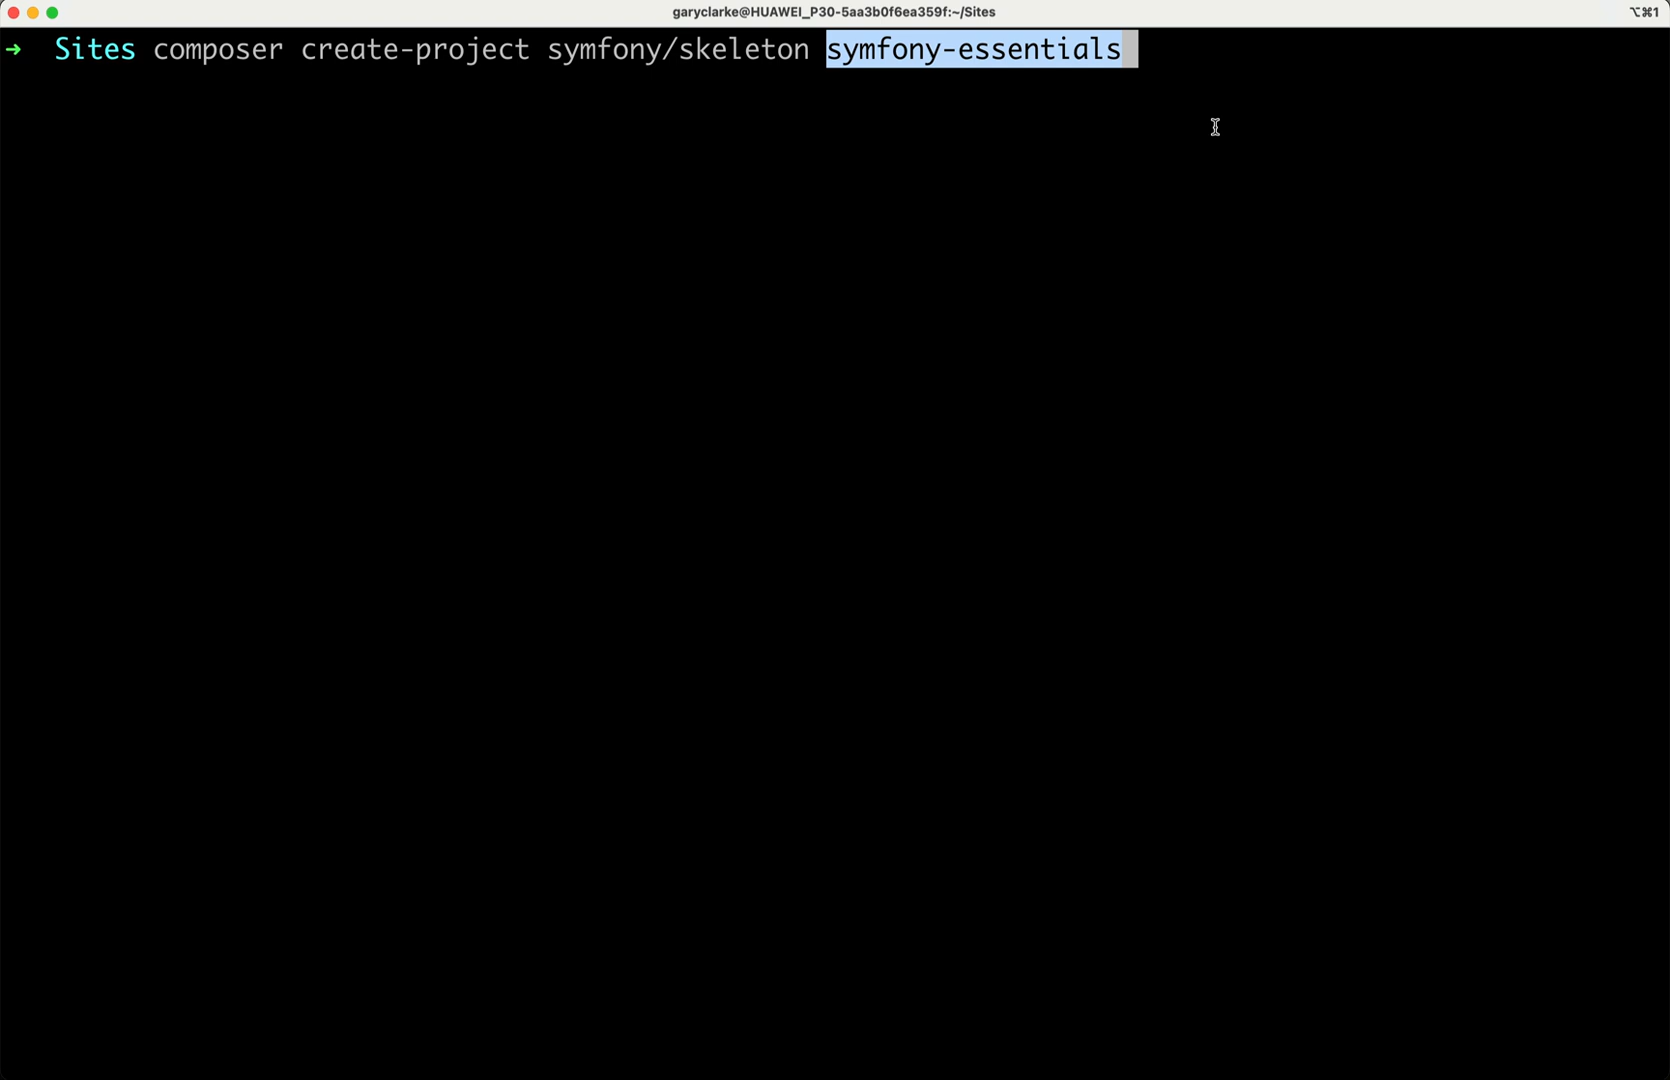 garyclarke@HUAWEI_P30-5aa3b0f6ea359f:~/Sites
⌥⌘1
➜ Sites composer create-project symfony/skeleton symfony-essentials